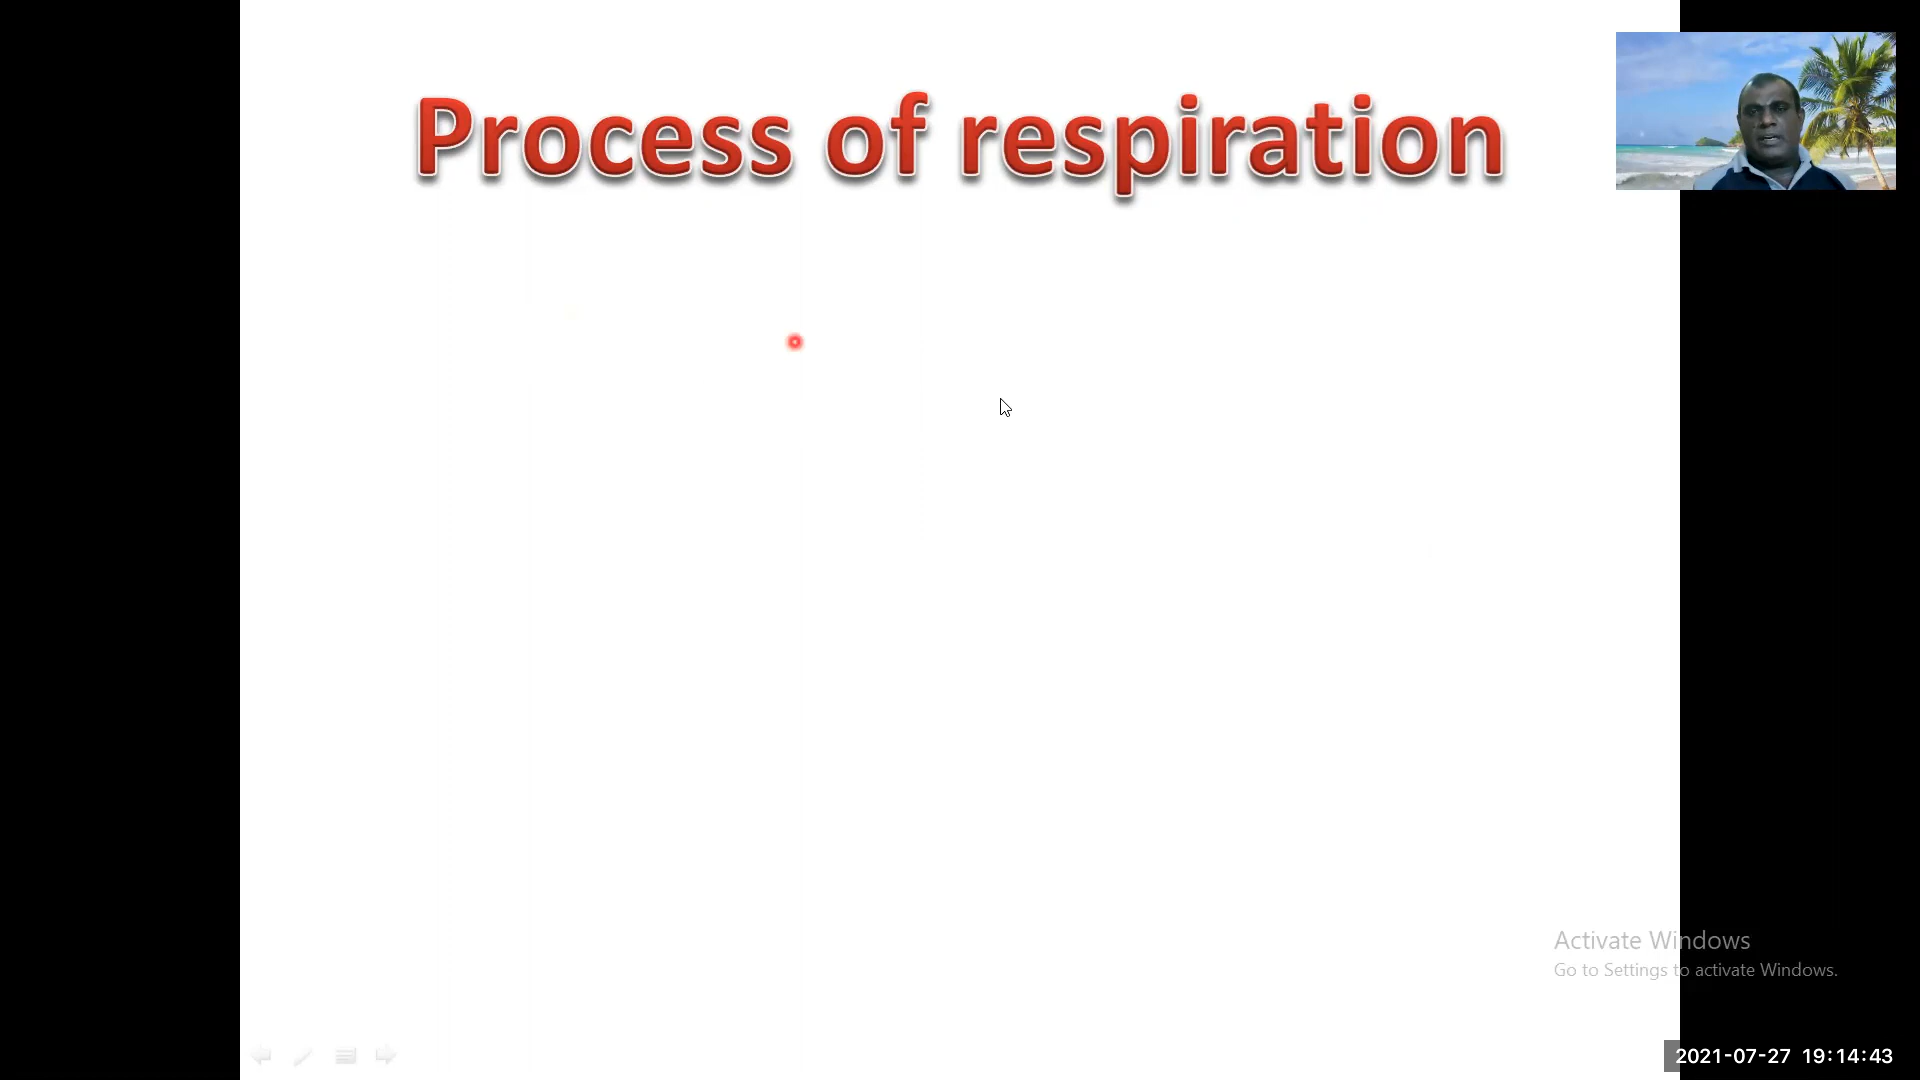 Process of respiration
Activate Windows
Go to Settings to activate Windows.
2021-07-27 19:14:43